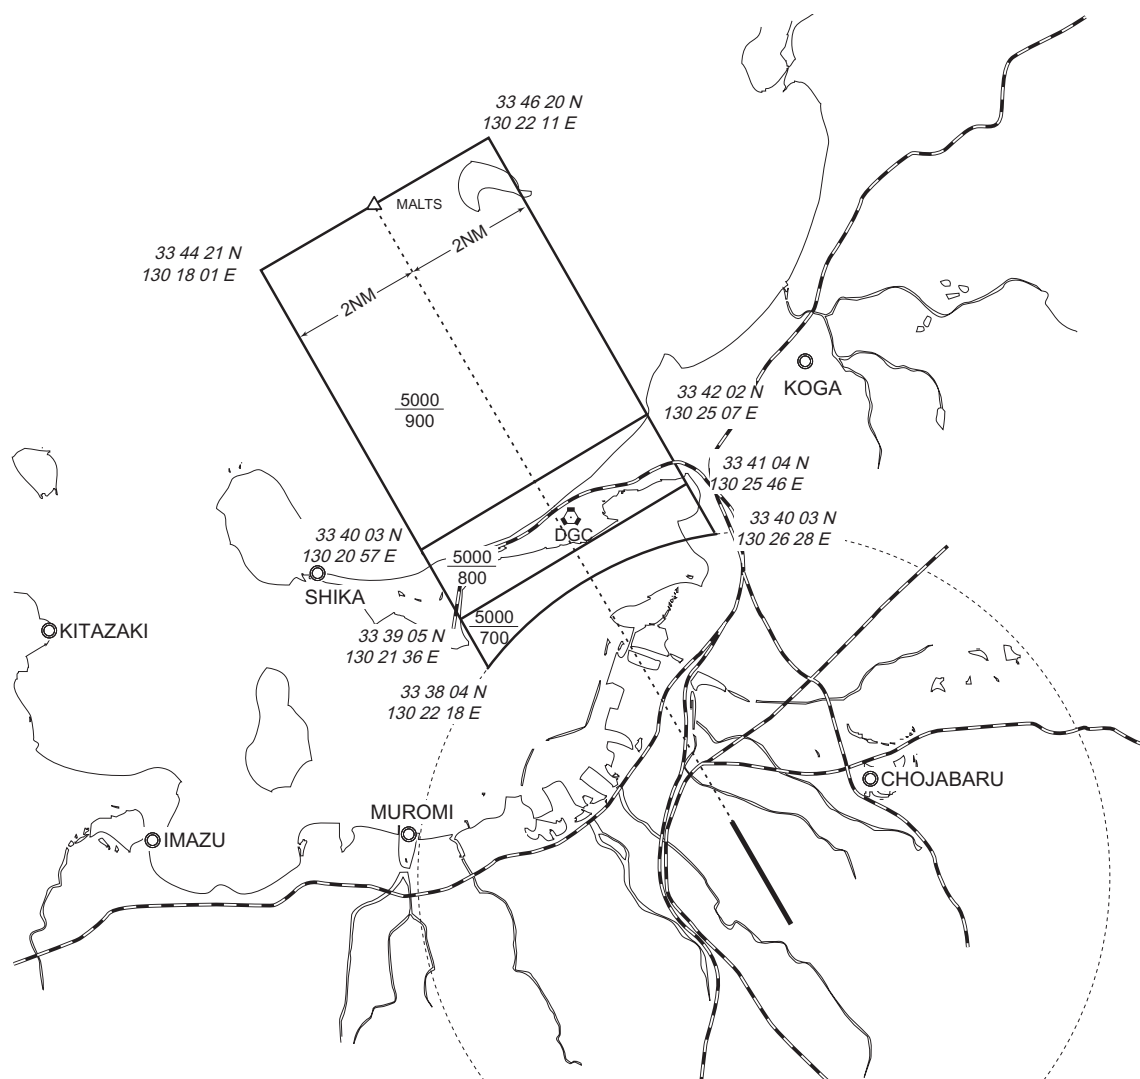 33 46 20 N
130 22 11 E
MALTS
33 44 21 N
130 18 01 E
2NM
2NM
5000
900
KOGA
33 42 02 N
130 25 07 E
33 41 04 N
130 25 46 E
33 40 03 N
130 26 28 E
33 40 03 N
130 20 57 E
DGC
5000
800
SHIKA
KITAZAKI
5000
700
33 39 05 N
130 21 36 E
33 38 04 N
130 22 18 E
CHOJABARU
MUROMI
IMAZU